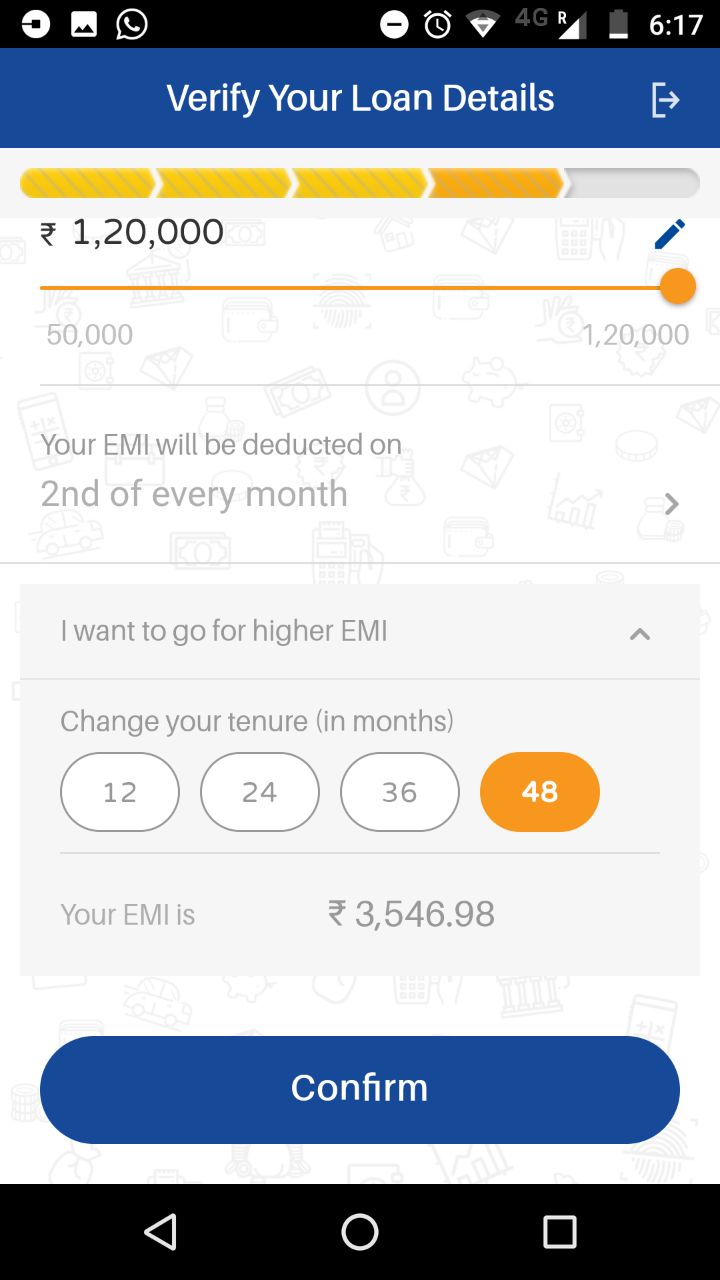 4G R 6:17
Verify Your Loan Details
₹ 1,20,000
50,000 1,20,000
Your EMI will be deducted on
2nd of every month
I want to go for higher EMI
Change your tenure (in months)
12 24 36 48
Your EMI is ₹ 3,546.98
Confirm